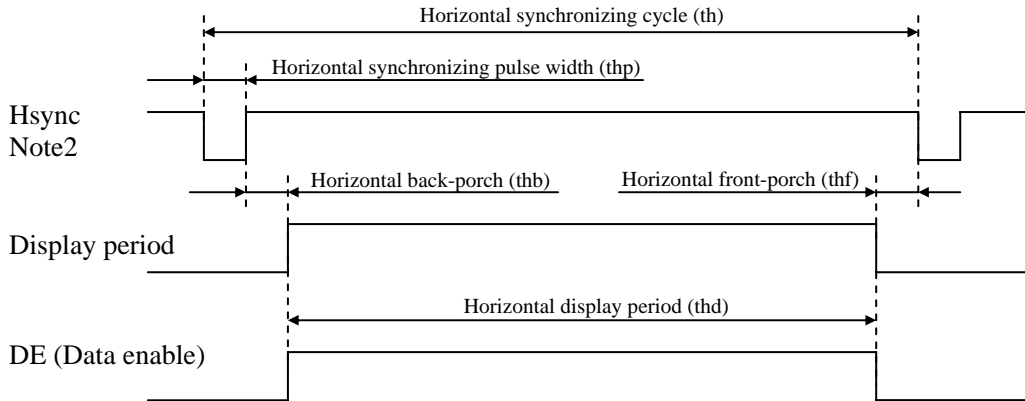 Horizontal synchronizing cycle (th)
Horizontal synchronizing pulse width (thp)
Hsync
Note2
Horizontal back-porch (thb)
Horizontal front-porch (thf)
Display period
Horizontal display period (thd)
DE (Data enable)